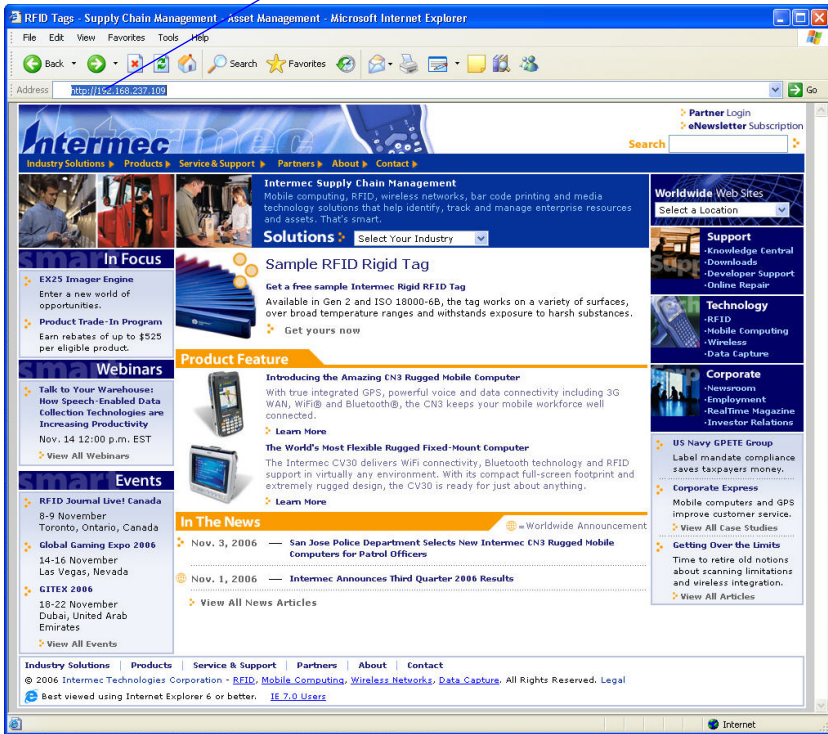 RFID Tags - Supply Chain Management - Asset Management - Microsoft Internet Explorer
File Edit View Favorites Tools Help
Back Search Favorites
Address http://192.168.237.109 Go
Partner Login
eNewsletter Subscription
Intermec
Search
Industry Solutions Products Service & Support Partners About Contact
Intermec Supply Chain Management
Mobile computing, RFID, wireless networks, bar code printing and media
technology solutions that help identify, track and manage enterprise resources
and assets. That's smart.
Solutions Select Your Industry
Worldwide Web Sites
Select a Location
In Focus
EX25 Imager Engine
Enter a new world of
opportunities.
Product Trade-In Program
Earn rebates of up to $525
per eligible product.
Webinars
Talk to Your Warehouse:
How Speech-Enabled Data
Collection Technologies are
Increasing Productivity
Nov. 14 12:00 p.m. EST
View All Webinars
Events
RFID Journal Live! Canada
8-9 November
Toronto, Ontario, Canada
Global Gaming Expo 2006
14-16 November
Las Vegas, Nevada
GITEX 2006
18-22 November
Dubai, United Arab
Emirates
View All Events
Sample RFID Rigid Tag
Get a free sample Intermec Rigid RFID Tag
Available in Gen 2 and ISO 18000-6B, the tag works on a variety of surfaces,
over broad temperature ranges and withstands exposure to harsh substances.
Get yours now
Product Feature
Introducing the Amazing CN3 Rugged Mobile Computer
With true integrated GPS, powerful voice and data connectivity including 3G
WAN, WiFi® and Bluetooth®, the CN3 keeps your mobile workforce well
connected.
Learn More
The World's Most Flexible Rugged Fixed-Mount Computer
The Intermec CV30 delivers WiFi connectivity, Bluetooth technology and RFID
support in virtually any environment. With its compact full-screen footprint and
extremely rugged design, the CV30 is ready for just about anything.
Learn More
In The News
=Worldwide Announcement
Nov. 3, 2006 — San Jose Police Department Selects New Intermec CN3 Rugged Mobile
Computers for Patrol Officers
Nov. 1, 2006 — Intermec Announces Third Quarter 2006 Results
View All News Articles
Support
·Knowledge Central
·Downloads
·Developer Support
·Online Repair
Technology
·RFID
·Mobile Computing
·Wireless
·Data Capture
Corporate
·Newsroom
·Employment
·RealTime Magazine
·Investor Relations
US Navy GPETE Group
Label mandate compliance
saves taxpayers money.
Corporate Express
Mobile computers and GPS
improve customer service.
View All Case Studies
Getting Over the Limits
Time to retire old notions
about scanning limitations
and wireless integration.
View All Articles
Industry Solutions | Products | Service & Support | Partners | About | Contact
© 2006 Intermec Technologies Corporation - RFID, Mobile Computing, Wireless Networks, Data Capture. All Rights Reserved. Legal
Best viewed using Internet Explorer 6 or better. IE 7.0 Users
Internet